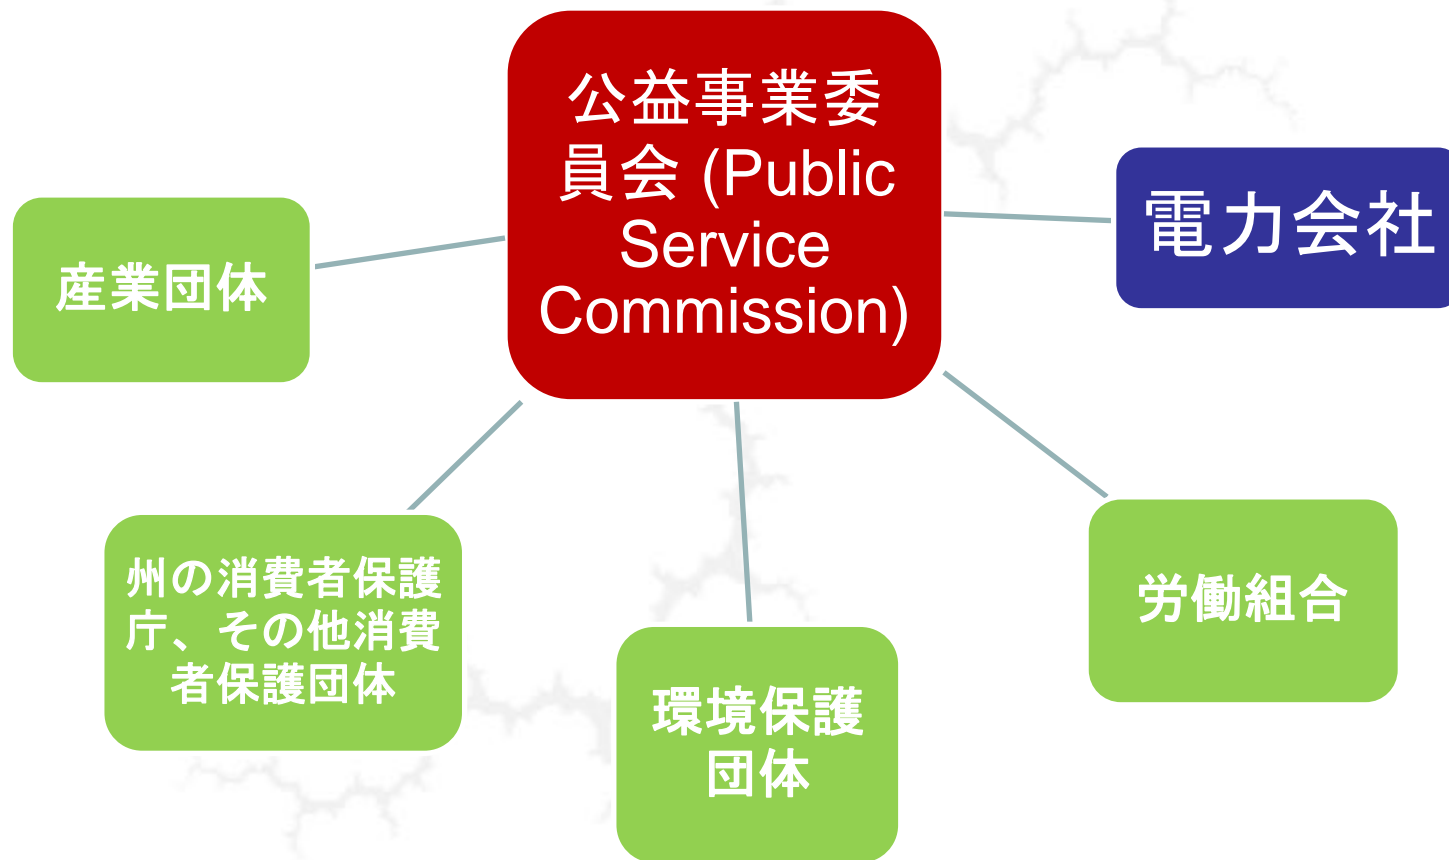 公益事業委
員会 (Public
Service
Commission)
電力会社
産業団体
州の消費者保護
庁、その他消費
者保護団体
環境保護
団体
労働組合